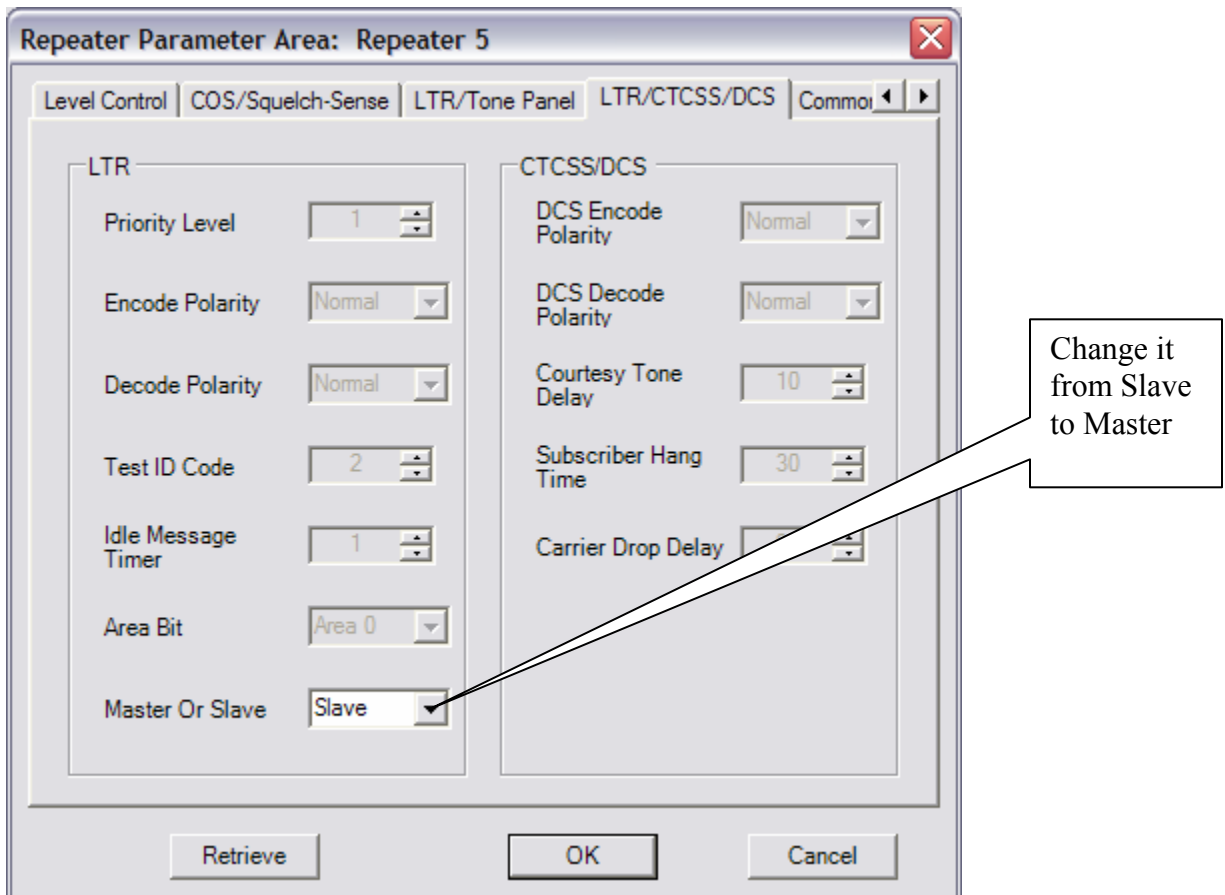 Repeater Parameter Area: Repeater 5
Level Control COS/Squelch-Sense LTR/Tone Panel LTR/CTCSS/DCS Common
LTR
Priority Level 1
Encode Polarity Normal
Decode Polarity Normal
Test ID Code 2
Idle Message
Timer 1
Area Bit Area 0
Master Or Slave Slave
CTCSS/DCS
DCS Encode
Polarity Normal
DCS Decode
Polarity Normal
Courtesy Tone
Delay 10
Subscriber Hang
Time 30
Carrier Drop Delay
Change it
from Slave
to Master
Retrieve OK Cancel